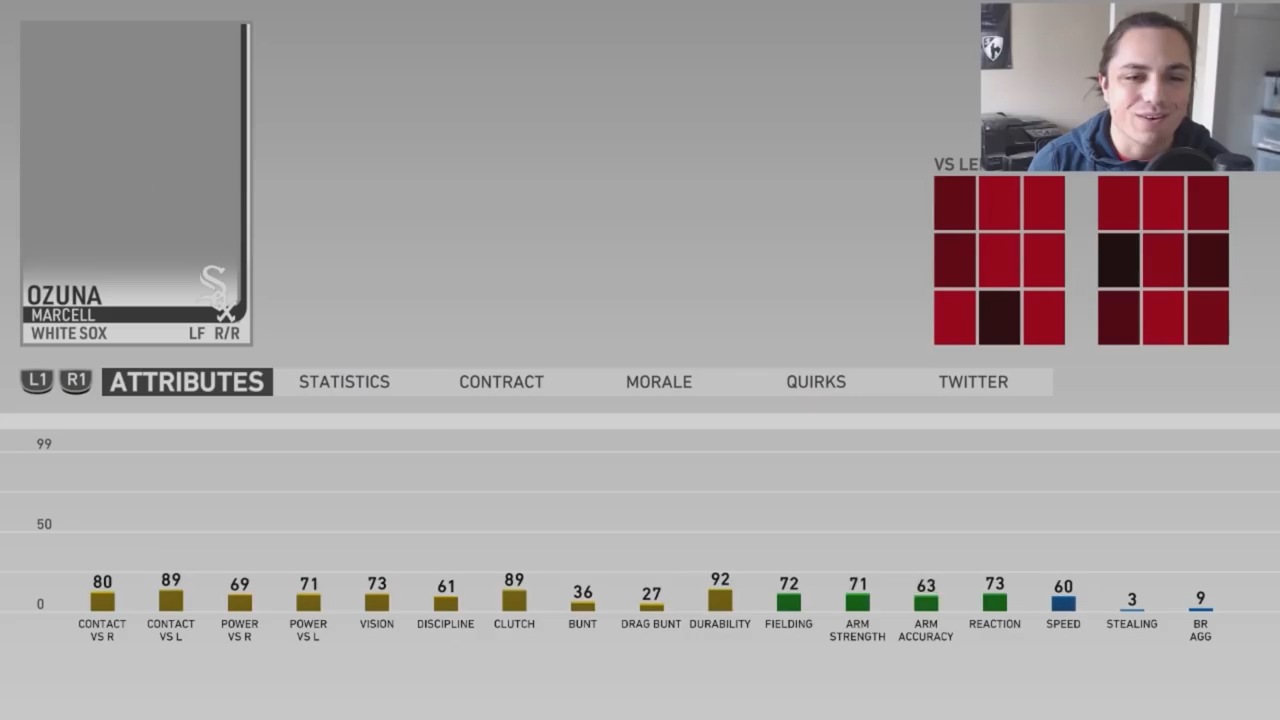 OZUNA
MARCELL
WHITE SOX LF R/R
L1 R1 ATTRIBUTES STATISTICS CONTRACT MORALE QUIRKS TWITTER
99
50
0
80 89 69 71 73 61 89 36 27 92 72 71 63 73 60 3 9
CONTACT VS R
CONTACT VS L
POWER VS R
POWER VS L
VISION
DISCIPLINE
CLUTCH
BUNT
DRAG BUNT
DURABILITY
FIELDING
ARM STRENGTH
ARM ACCURACY
REACTION
SPEED
STEALING
BR AGG
VS